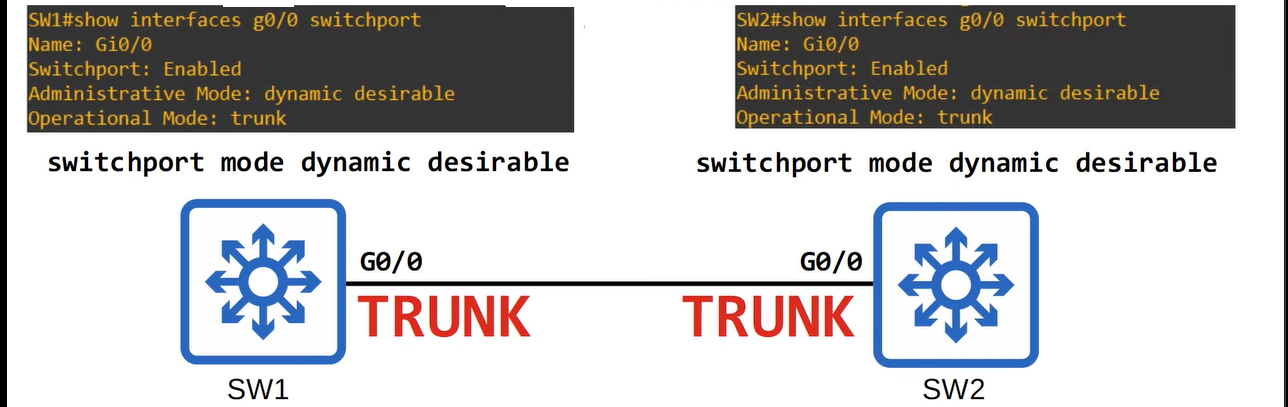 SW1#show interfaces g0/0 switchport
Name: Gi0/0
Switchport: Enabled
Administrative Mode: dynamic desirable
Operational Mode: trunk
SW2#show interfaces g0/0 switchport
Name: Gi0/0
Switchport: Enabled
Administrative Mode: dynamic desirable
Operational Mode: trunk
switchport mode dynamic desirable
switchport mode dynamic desirable
G0/0
G0/0
TRUNK
TRUNK
SW1
SW2